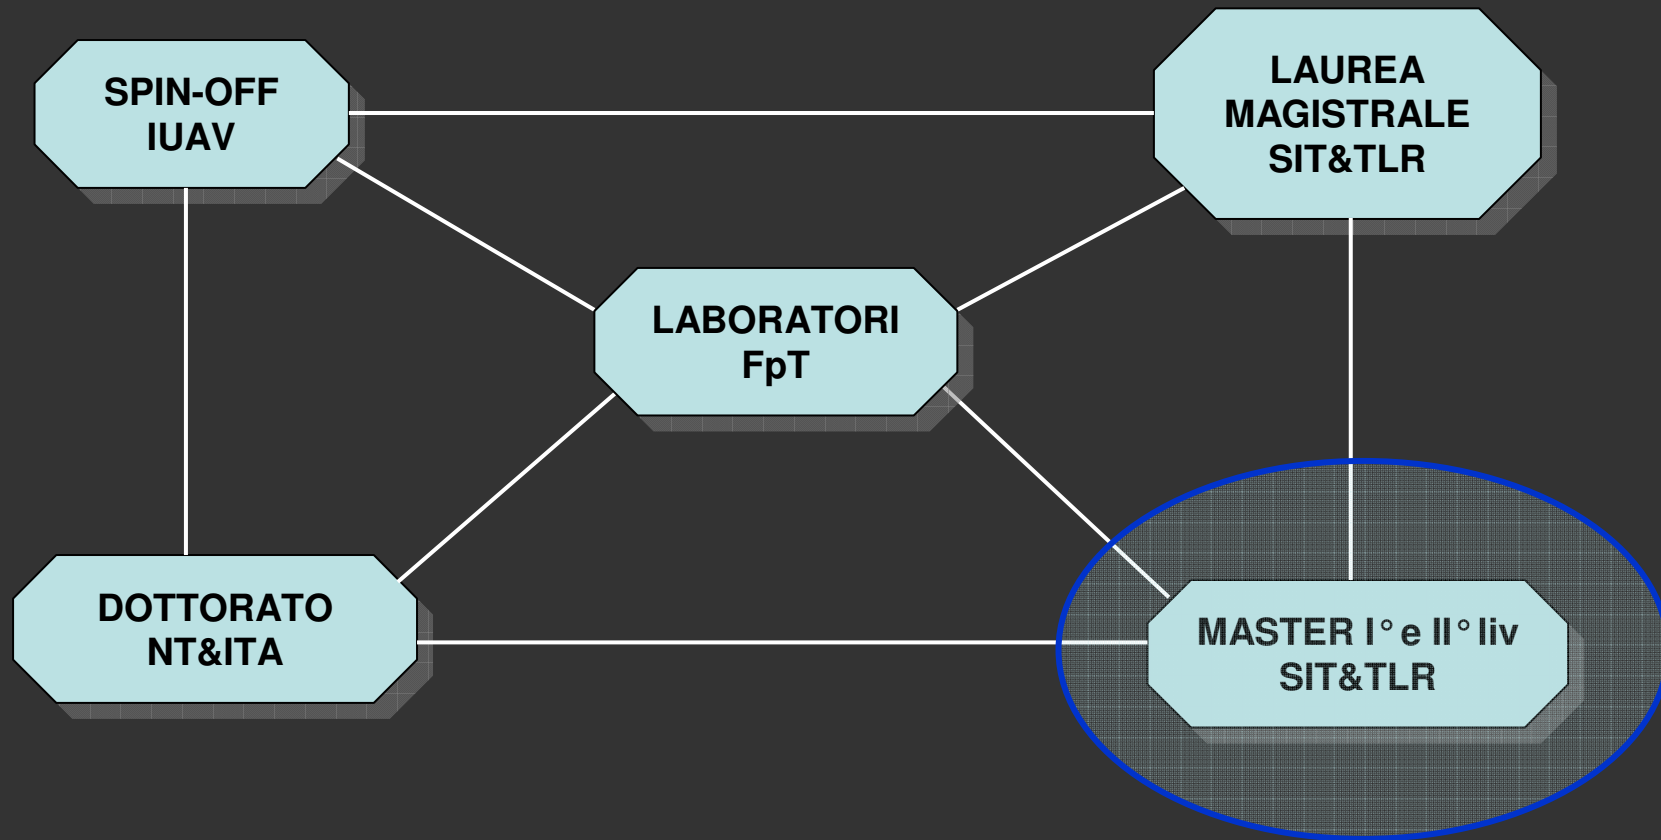 SPIN-OFF
IUAV
LAUREA
MAGISTRALE
SIT&TLR
LABORATORI
FpT
DOTTORATO
NT&ITA
MASTER I° e II° liv
SIT&TLR